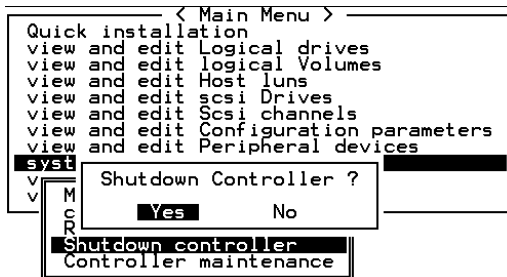 < Main Menu >
Quick installation
view and edit Logical drives
view and edit logical Volumes
view and edit Host luns
view and edit scsi Drives
view and edit Scsi channels
view and edit Configuration parameters
view and edit Peripheral devices
syst
v
v
Shutdown Controller ?
Yes No
M
c
R
Shutdown controller
Controller maintenance